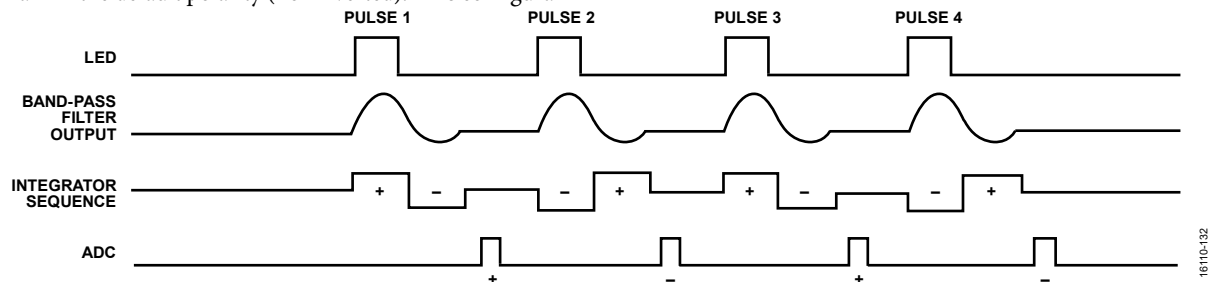 PULSE 1 PULSE 2 PULSE 3 PULSE 4
LED
BAND-PASS
FILTER
OUTPUT
INTEGRATOR
SEQUENCE
+ – – + + – – +
ADC
+ – + –
16110-132